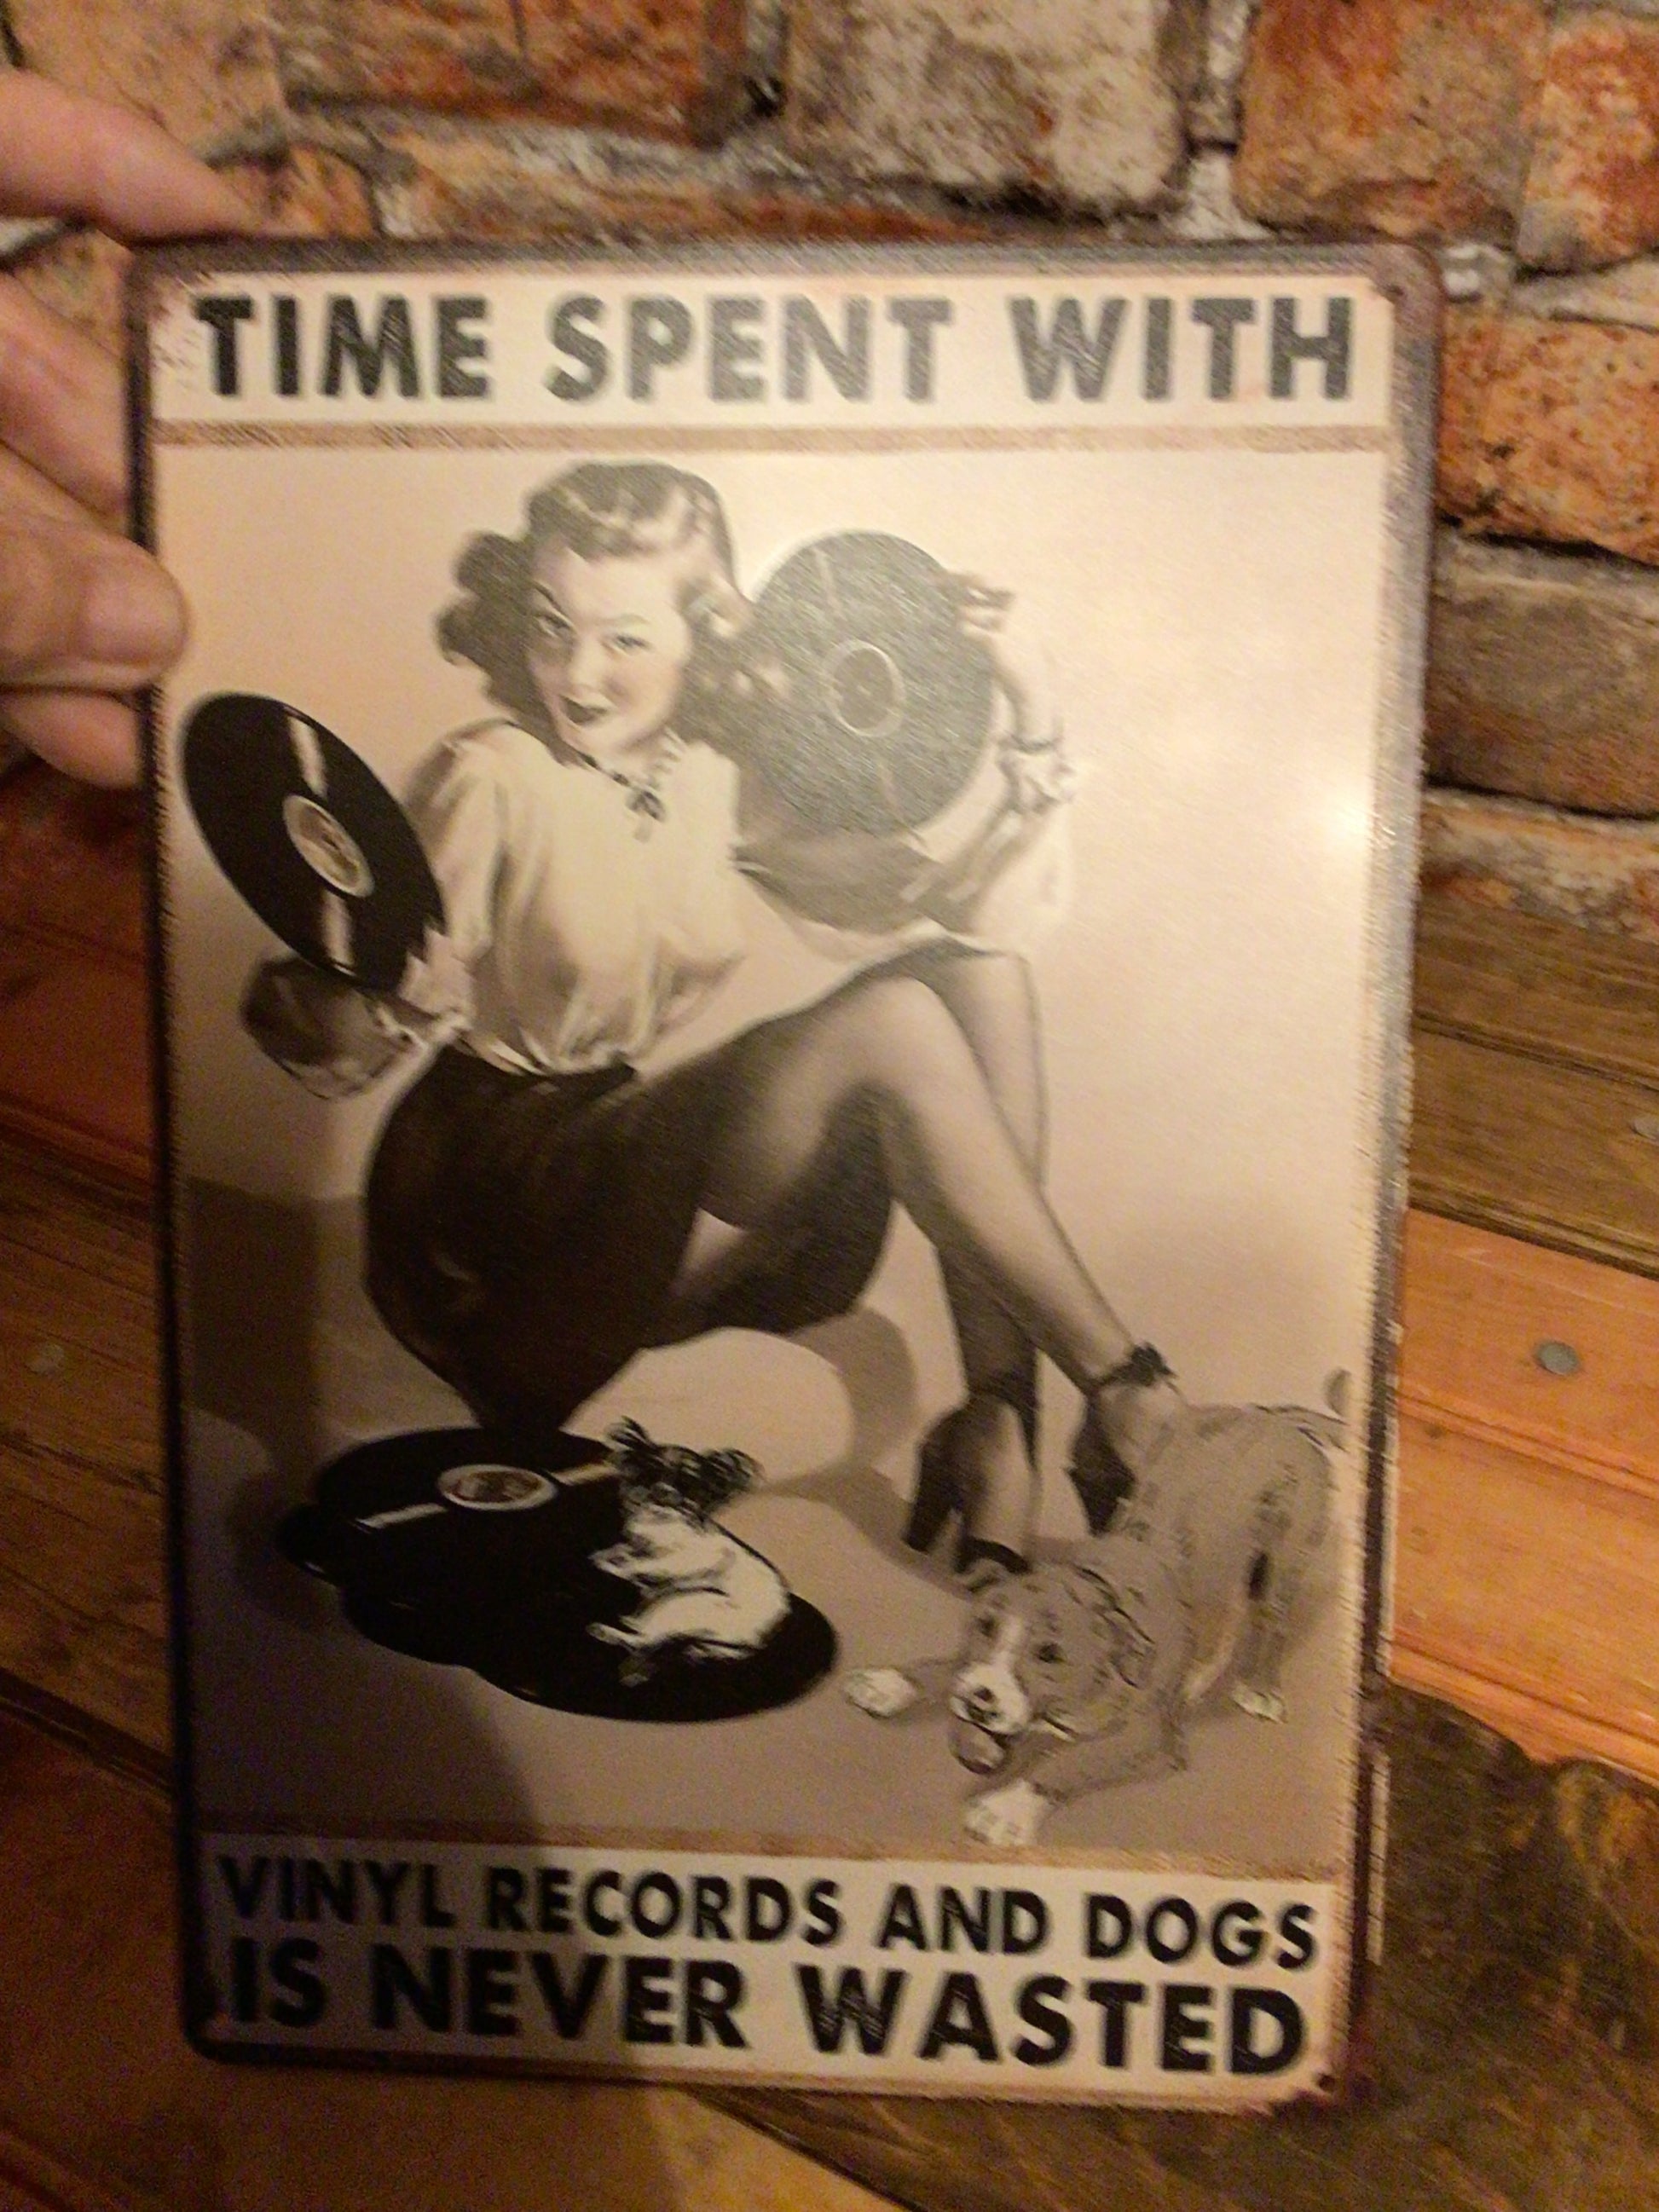 TIME SPENT WITH
VINYL RECORDS AND DOGS
IS NEVER WASTED